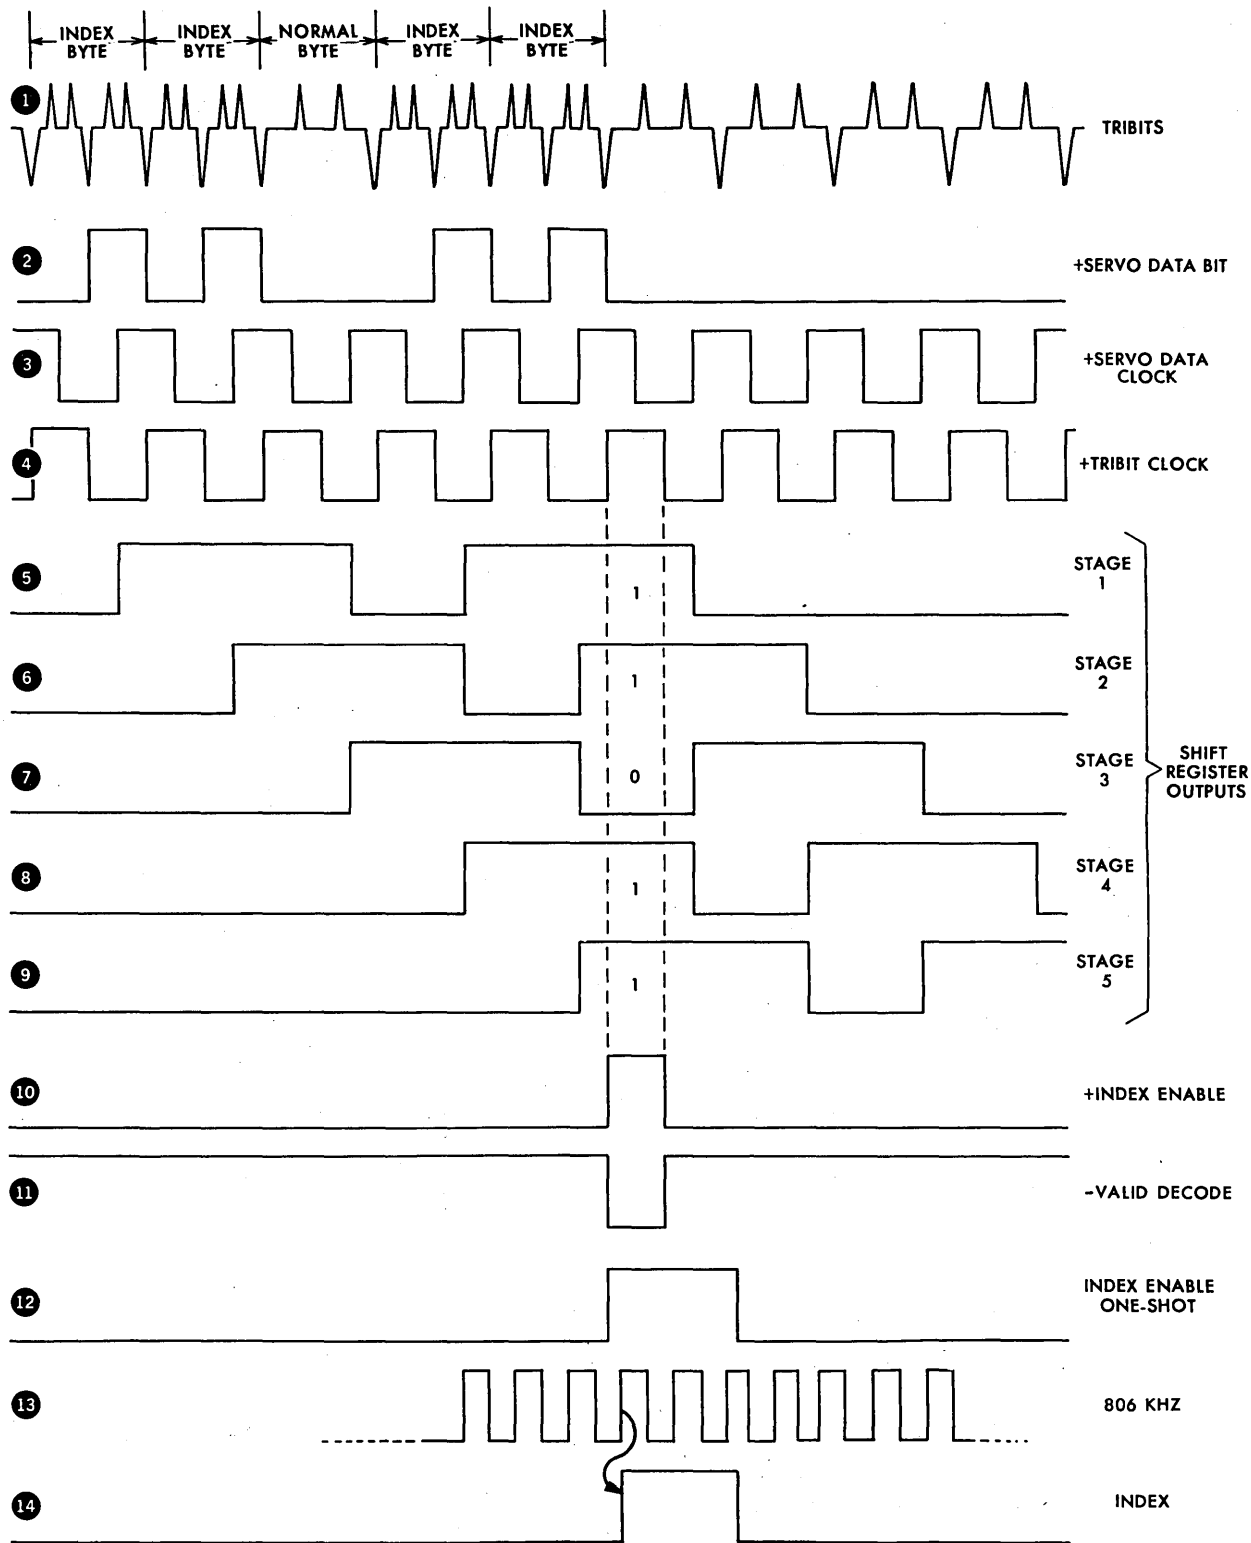 INDEX BYTE
INDEX BYTE
NORMAL BYTE
INDEX BYTE
INDEX BYTE
1
TRIBITS
2
+SERVO DATA BIT
3
+SERVO DATA
CLOCK
4
+TRIBIT CLOCK
5
1
STAGE
1
6
1
STAGE
2
7
0
STAGE
3
SHIFT
REGISTER
OUTPUTS
8
1
STAGE
4
9
1
STAGE
5
10
+INDEX ENABLE
11
-VALID DECODE
12
INDEX ENABLE
ONE-SHOT
13
806 KHZ
14
INDEX